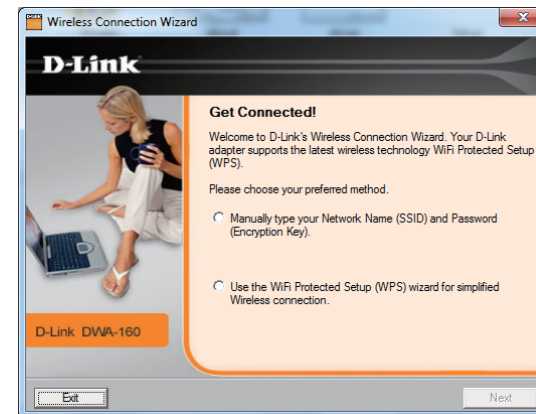 Wireless Connection Wizard
D-Link
Get Connected!
Welcome to D-Link's Wireless Connection Wizard. Your D-Link
adapter supports the latest wireless technology WiFi Protected Setup
(WPS).
Please choose your preferred method.
Manually type your Network Name (SSID) and Password
(Encryption Key).
Use the WiFi Protected Setup (WPS) wizard for simplified
Wireless connection.
D-Link DWA-160
Exit
Next